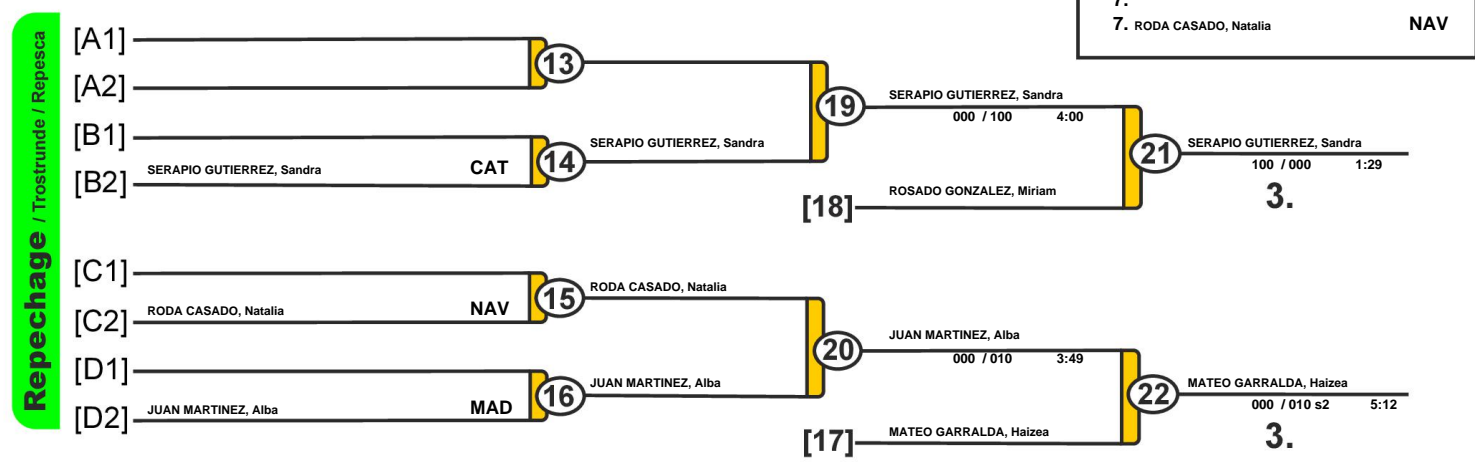 7.
7. RODA CASADO, Natalia NAV
Repechage / Trostrunde / Repesca
[A1]
13
[A2]
SERAPIO GUTIERREZ, Sandra
19
000 / 100 4:00
[B1]
SERAPIO GUTIERREZ, Sandra
14
SERAPIO GUTIERREZ, Sandra
21
100 / 000 1:29
[B2] SERAPIO GUTIERREZ, Sandra CAT
3.
[18] ROSADO GONZALEZ, Miriam
[C1]
RODA CASADO, Natalia
15
[C2] RODA CASADO, Natalia NAV
JUAN MARTINEZ, Alba
20
000 / 010 3:49
[D1]
JUAN MARTINEZ, Alba
16
MATEO GARRALDA, Haizea
22
000 / 010 s2 5:12
[D2] JUAN MARTINEZ, Alba MAD
3.
[17] MATEO GARRALDA, Haizea